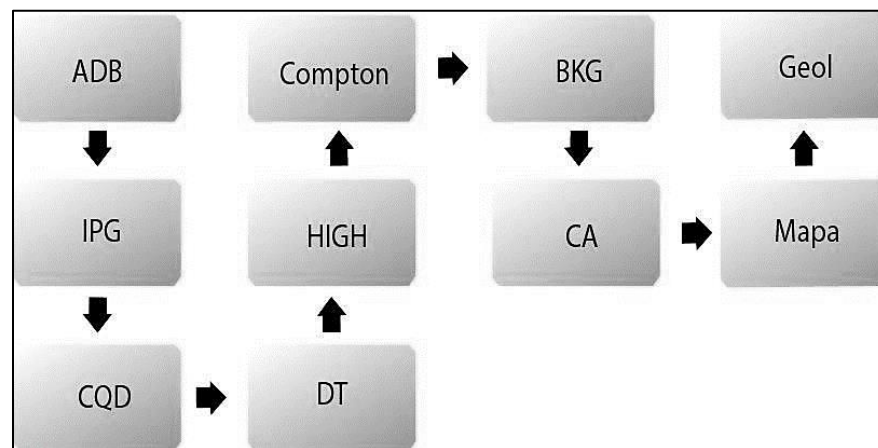 ADB
Compton
BKG
Geol
IPG
HIGH
CA
Mapa
CQD
DT